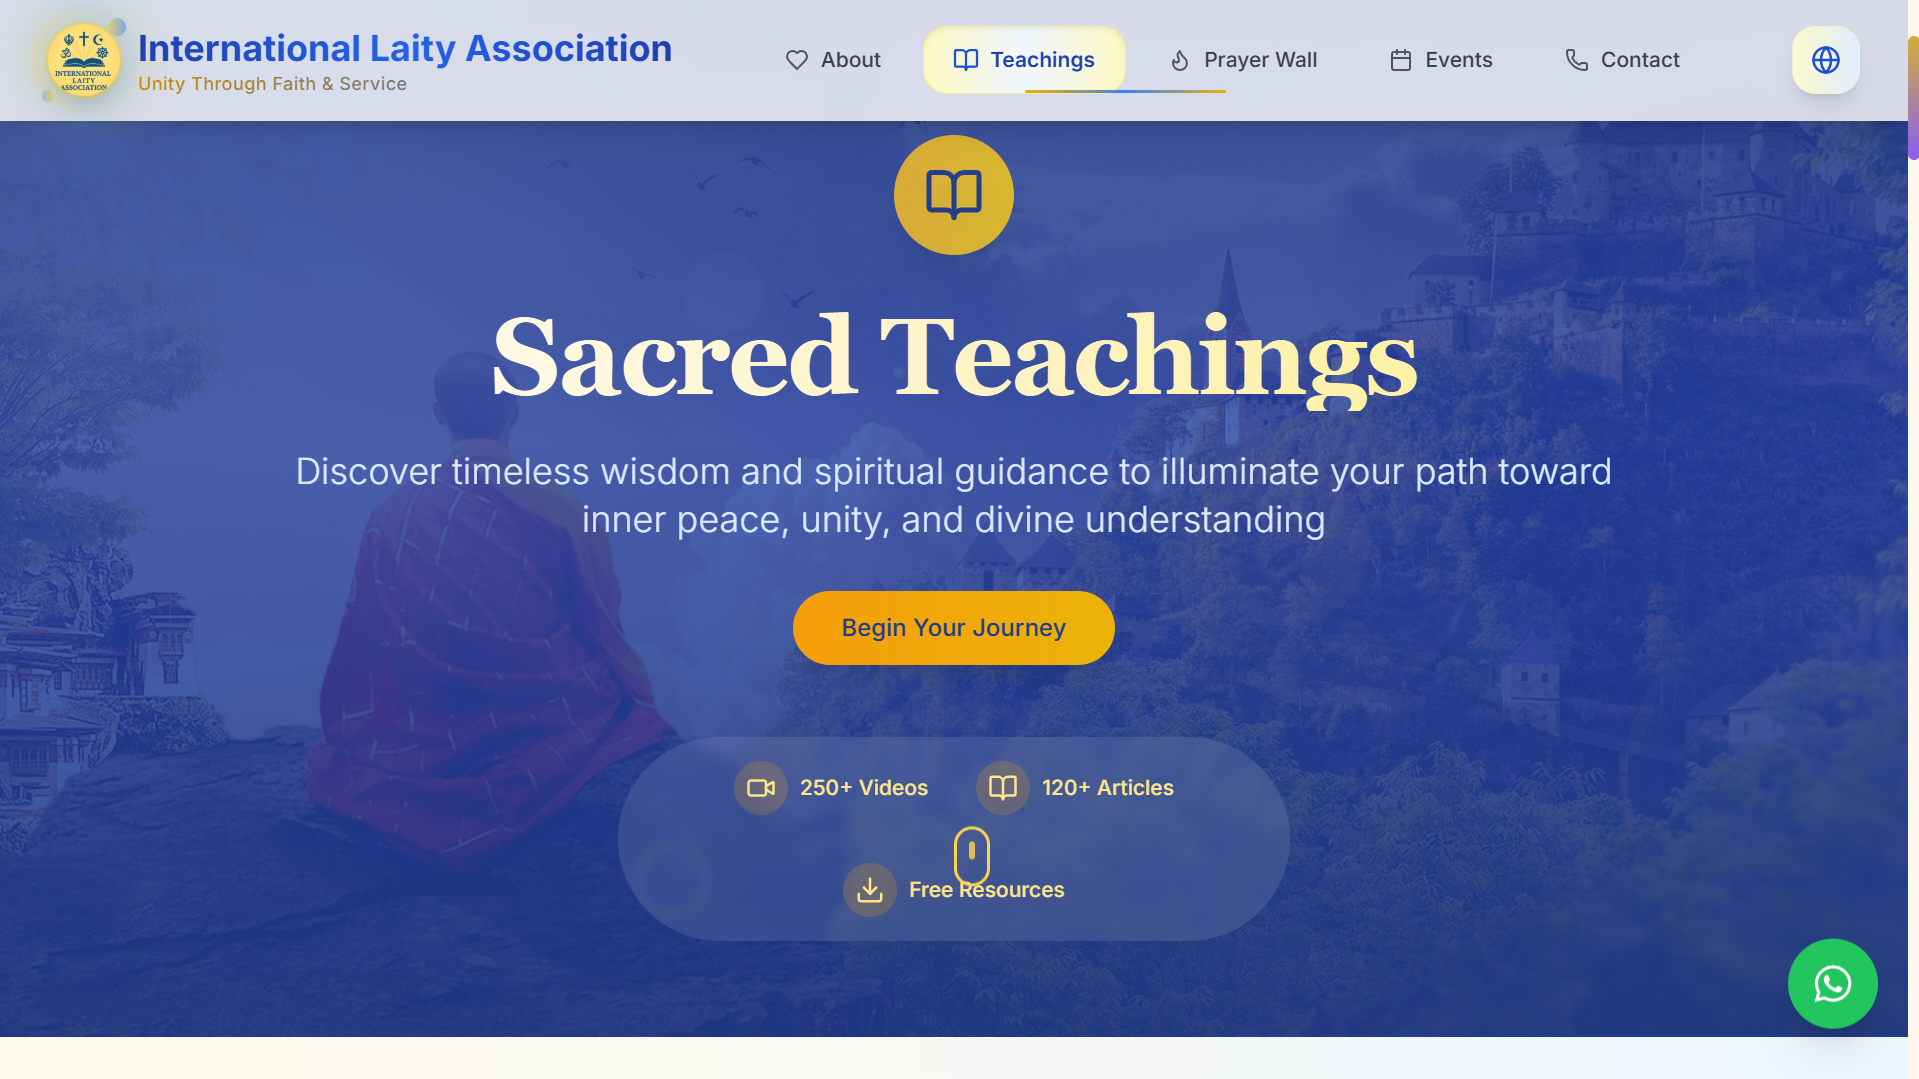 INTERNATIONAL
LAITY
ASSOCIATION
International Laity Association
Unity Through Faith & Service
About
Teachings
Prayer Wall
Events
Contact
Sacred Teachings
Discover timeless wisdom and spiritual guidance to illuminate your path toward
inner peace, unity, and divine understanding
Begin Your Journey
250+ Videos
120+ Articles
Free Resources